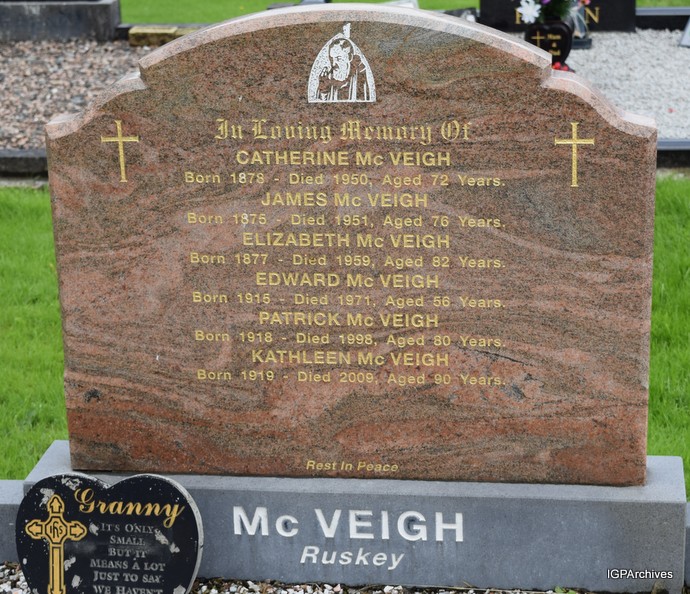 In Loving Memory Of
CATHERINE Mc VEIGH
Born 1878 - Died 1950, Aged 72 Years.
JAMES Mc VEIGH
Born 1875 - Died 1951, Aged 76 Years.
ELIZABETH Mc VEIGH
Born 1877 - Died 1959, Aged 82 Years.
EDWARD Mc VEIGH
Born 1915 - Died 1971, Aged 56 Years.
PATRICK Mc VEIGH
Born 1918 - Died 1998, Aged 80 Years.
KATHLEEN Mc VEIGH
Born 1919 - Died 2009, Aged 90 Years.
Rest In Peace
Mc VEIGH
Ruskey
Granny
IHS
IT'S ONLY
SMALL
BUT IT
MEANS A LOT
JUST TO SAY
WE HAVEN'T
IGPArchives